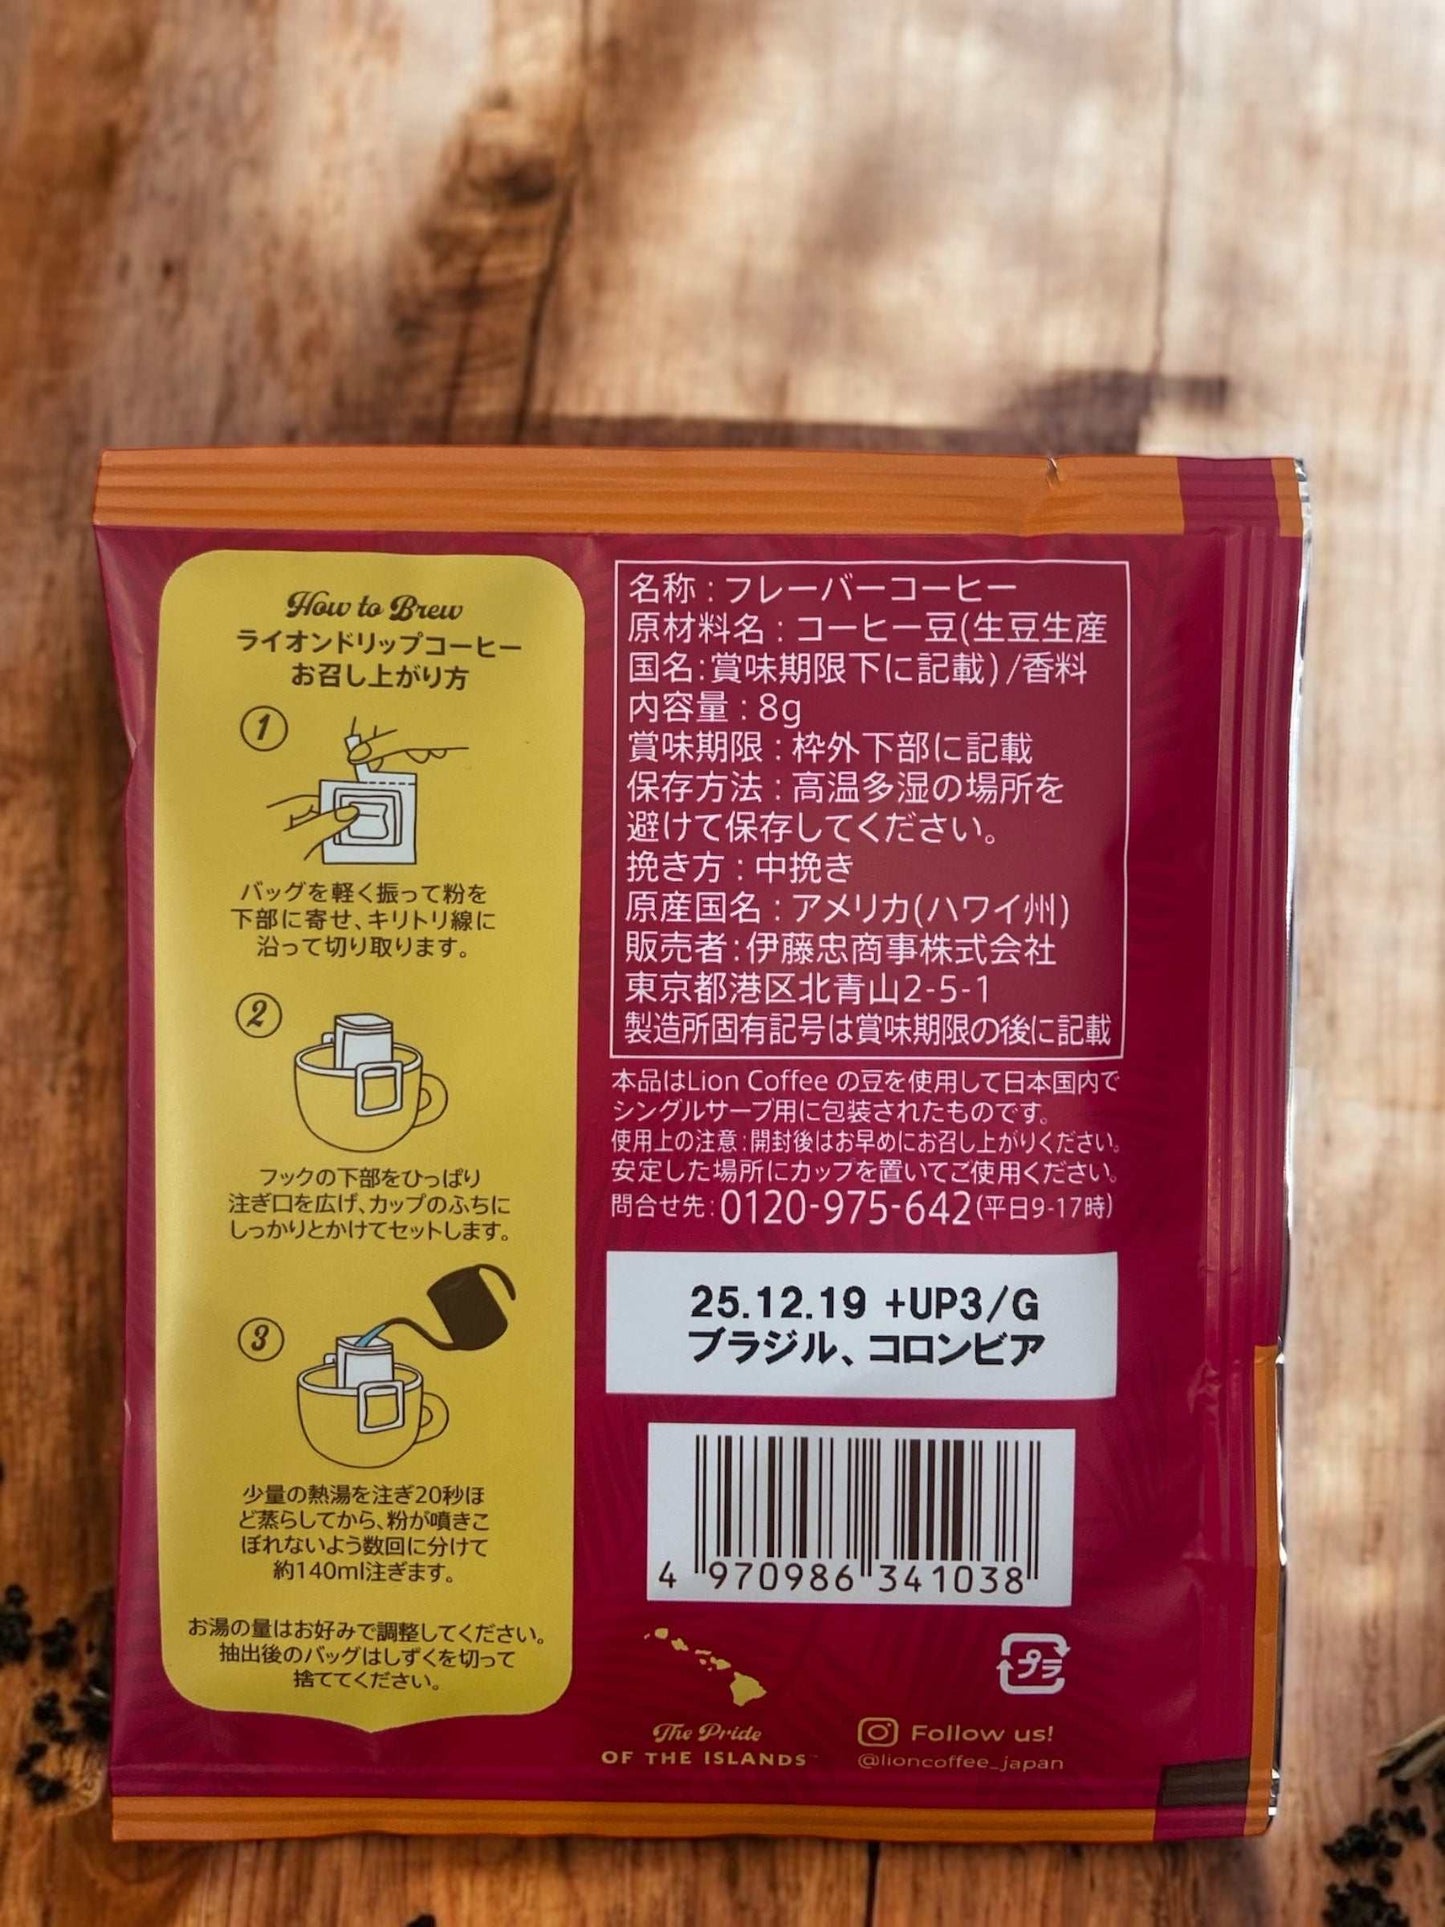 How to Brew
ライオンドリップコーヒー
お召し上がり方
1
バッグを軽く振って粉を
下部に寄せ、キリトリ線に
沿って切り取ります。
2
フックの下部をひっぱり
注ぎ口を広げ、カップのふちに
しっかりとかけてセットします。
3
少量の熱湯を注ぎ20秒ほ
ど蒸らしてから、粉が噴きこ
ぼれないよう数回に分けて
約140ml注ぎます。
お湯の量はお好みで調整してください。
抽出後のバッグはしずくを切って
捨ててください。
名称：フレーバーコーヒー
原材料名：コーヒー豆(生豆生産
国名：賞味期限下に記載)/香料
内容量：8g
賞味期限：枠外下部に記載
保存方法：高温多湿の場所を
避けて保存してください。
挽き方：中挽き
原産国名：アメリカ(ハワイ州)
販売者：伊藤忠商事株式会社
東京都港区北青山2-5-1
製造所固有記号は賞味期限の後に記載
本品はLion Coffee の豆を使用して日本国内で
シングルサーブ用に包装されたものです。
使用上の注意：開封後はお早めにお召し上がりください。
安定した場所にカップを置いてご使用ください。
問合せ先：0120-975-642(平日9-17時)
25.12.19 +UP3/G
ブラジル、コロンビア
4 970986 341038
プラ
The Pride
OF THE ISLANDS™
Follow us!
@lioncoffee_japan